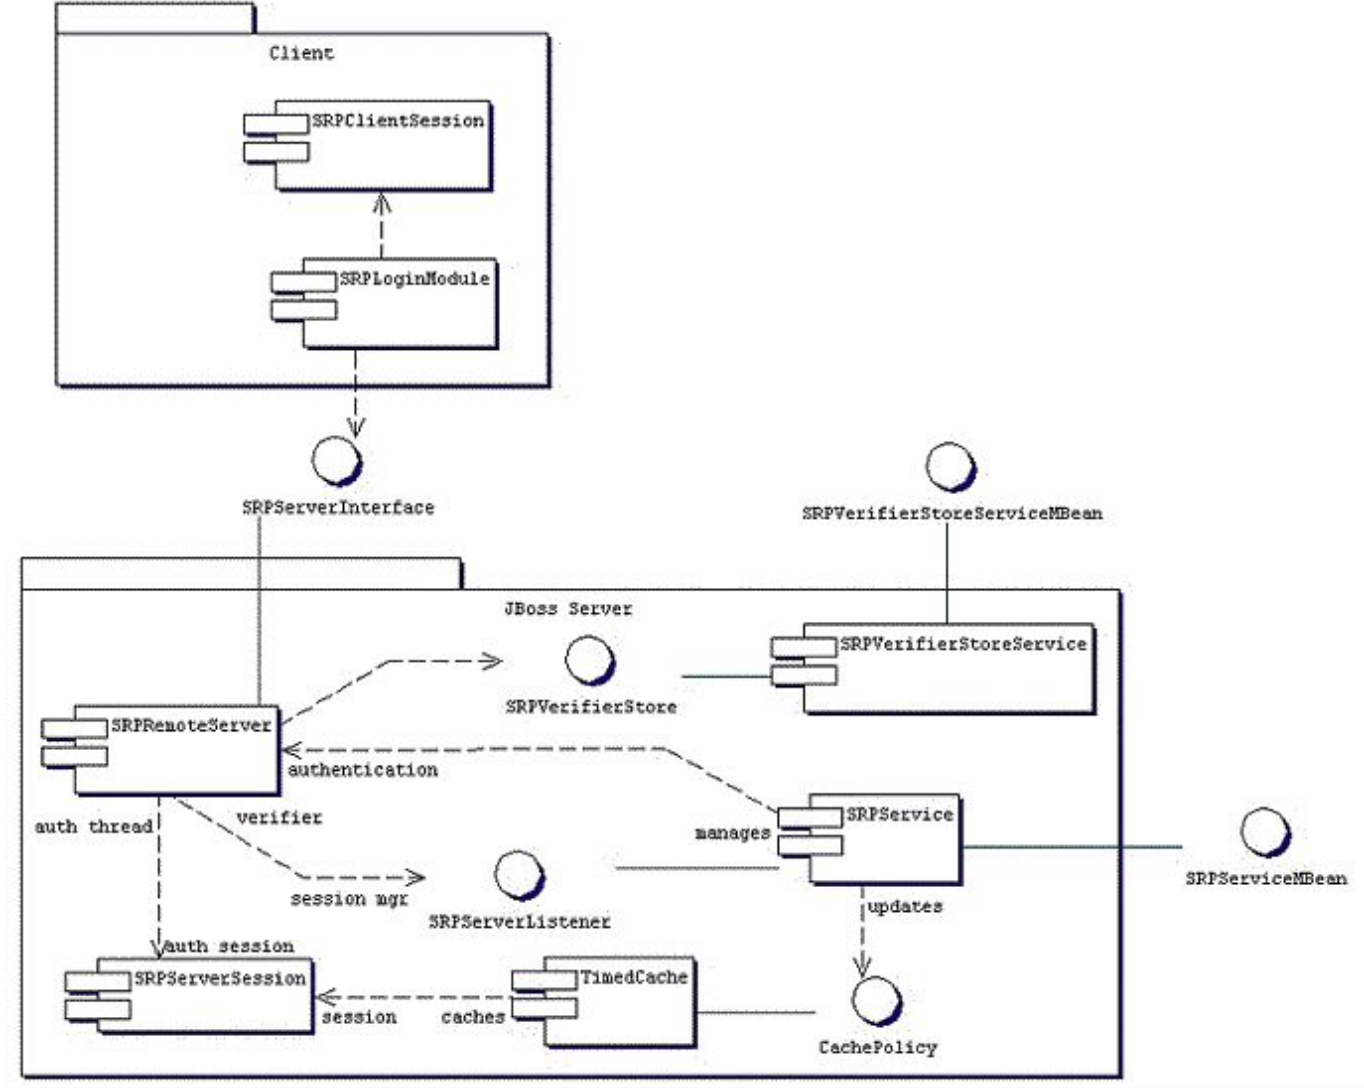 Client
SRPClientSession
SRPLoginModule
SRPServerInterface
SRPVerifierStoreServiceMBean
JBoss Server
SRPVerifierStoreService
SRPVerifierStore
SRPRemoteServer
authentication
verifier
auth thread
manages
SRPService
SRPServiceMBean
session mgr
updates
SRPServerListener
auth session
SRPServerSession
TimedCache
session
caches
CachePolicy